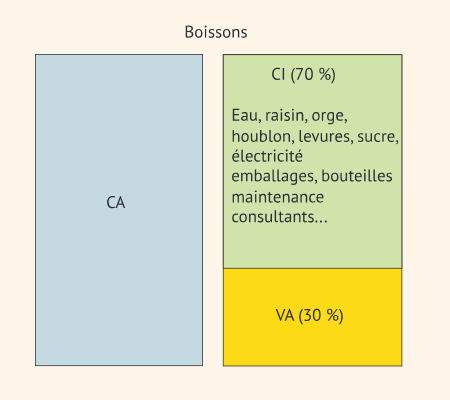 Boissons
CA
CI (70 %)
Eau, raisin, orge,
houblon, levures, sucre,
électricité
emballages, bouteilles
maintenance
consultants...
VA (30 %)